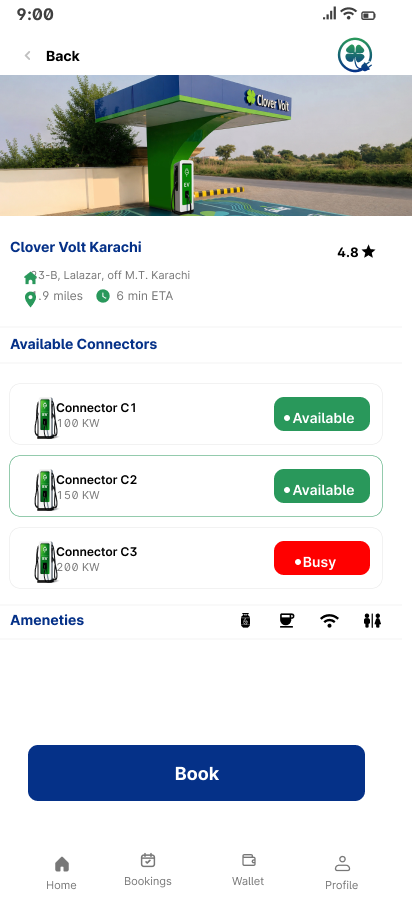 9:00
Back
Clover Volt
EV
Clover Volt Karachi
4.8
33-B, Lalazar, off M.T. Karachi
.9 miles 6 min ETA
Available Connectors
Connector C1
100 KW
Available
Connector C2
150 KW
Available
Connector C3
200 KW
Busy
Ameneties
Book
Home Bookings Wallet Profile